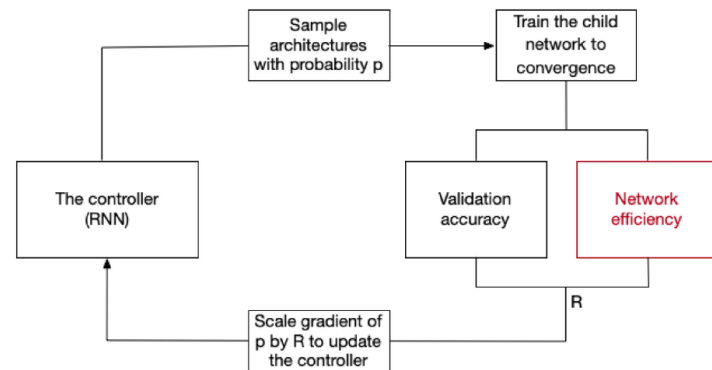 Sample
architectures
with probability p
Train the child
network to
convergence
The controller
(RNN)
Validation
accuracy
Network
efficiency
R
Scale gradient of
p by R to update
the controller